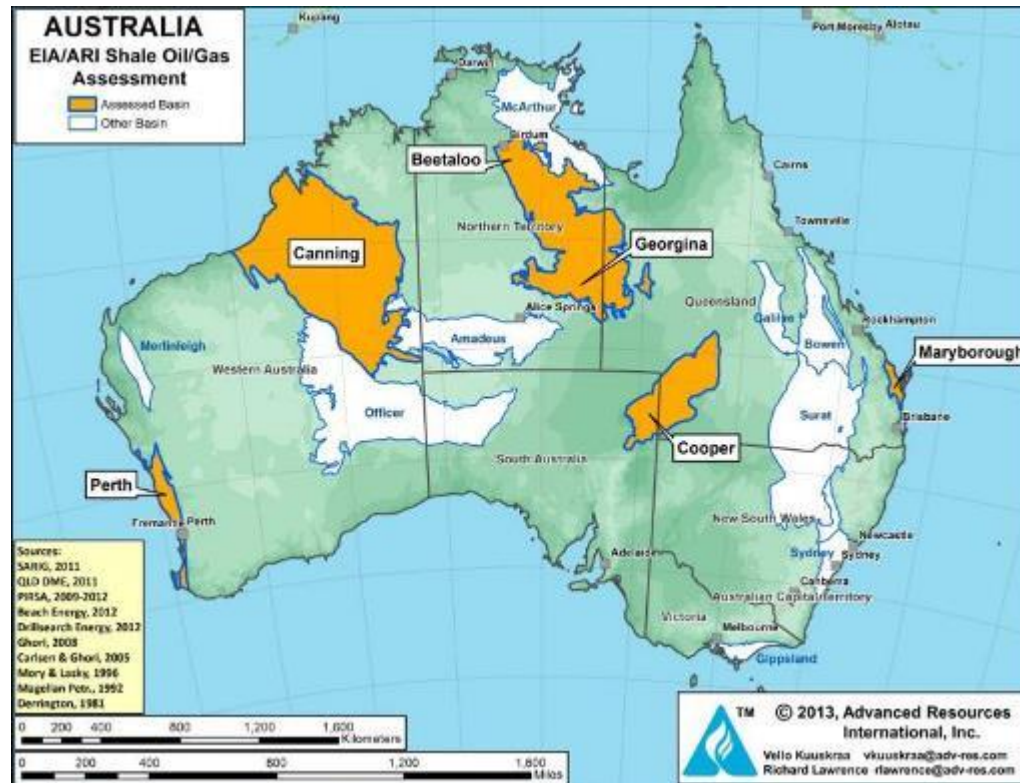 AUSTRALIA
EIA/ARI Shale Oil/Gas
Assessment
Assessed Basin
Other Basin
Kupang
Port Moresby
Alotau
Darwin
McArthur
Birdum
Beetaloo
Cairns
Northern Territory
Townsville
Canning
Georgina
Queensland
Alice Springs
Galilee
Rockhampton
Amadeus
Bowen
Merlinleigh
Maryborough
Western Australia
Officer
Surat
Brisbane
Cooper
South Australia
Perth
New South Wales
Fremantle
Perth
Newcastle
Sydney
Sydney
Adelaide
Canberra
Australian Capital Territory
Victoria
Melbourne
Gippsland
Sources:
SARIG, 2011
QLD DME, 2011
PIRSA, 2009-2012
Beach Energy, 2012
Drillsearch Energy, 2012
Ghori, 2008
Carlsen & Ghori, 2005
Mory & Lasky, 1996
Magellan Petr., 1992
Derrington, 1981
0 200 400 800 1,200 1,600
Kilometers
0 200 400 800 1,200 1,600
Miles
TM
© 2013, Advanced Resources
International, Inc.
Vello Kuuskraa vkuuskraa@adv-res.com
Richard Lawrence rlawrence@adv-res.com